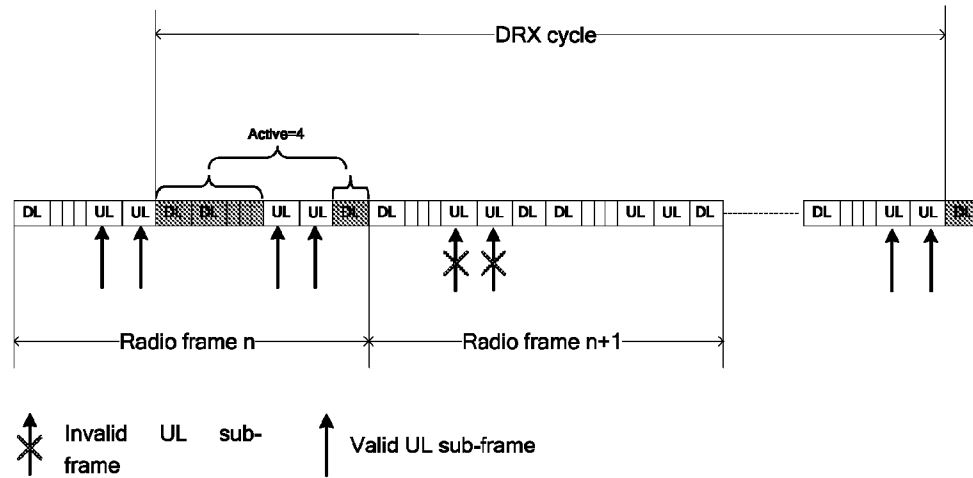 DRX cycle
Active=4
DL UL UL DL DL UL UL DL DL UL UL DL DL UL UL DL DL UL UL DL
Radio frame n Radio frame n+1
Invalid UL sub-
frame
Valid UL sub-frame